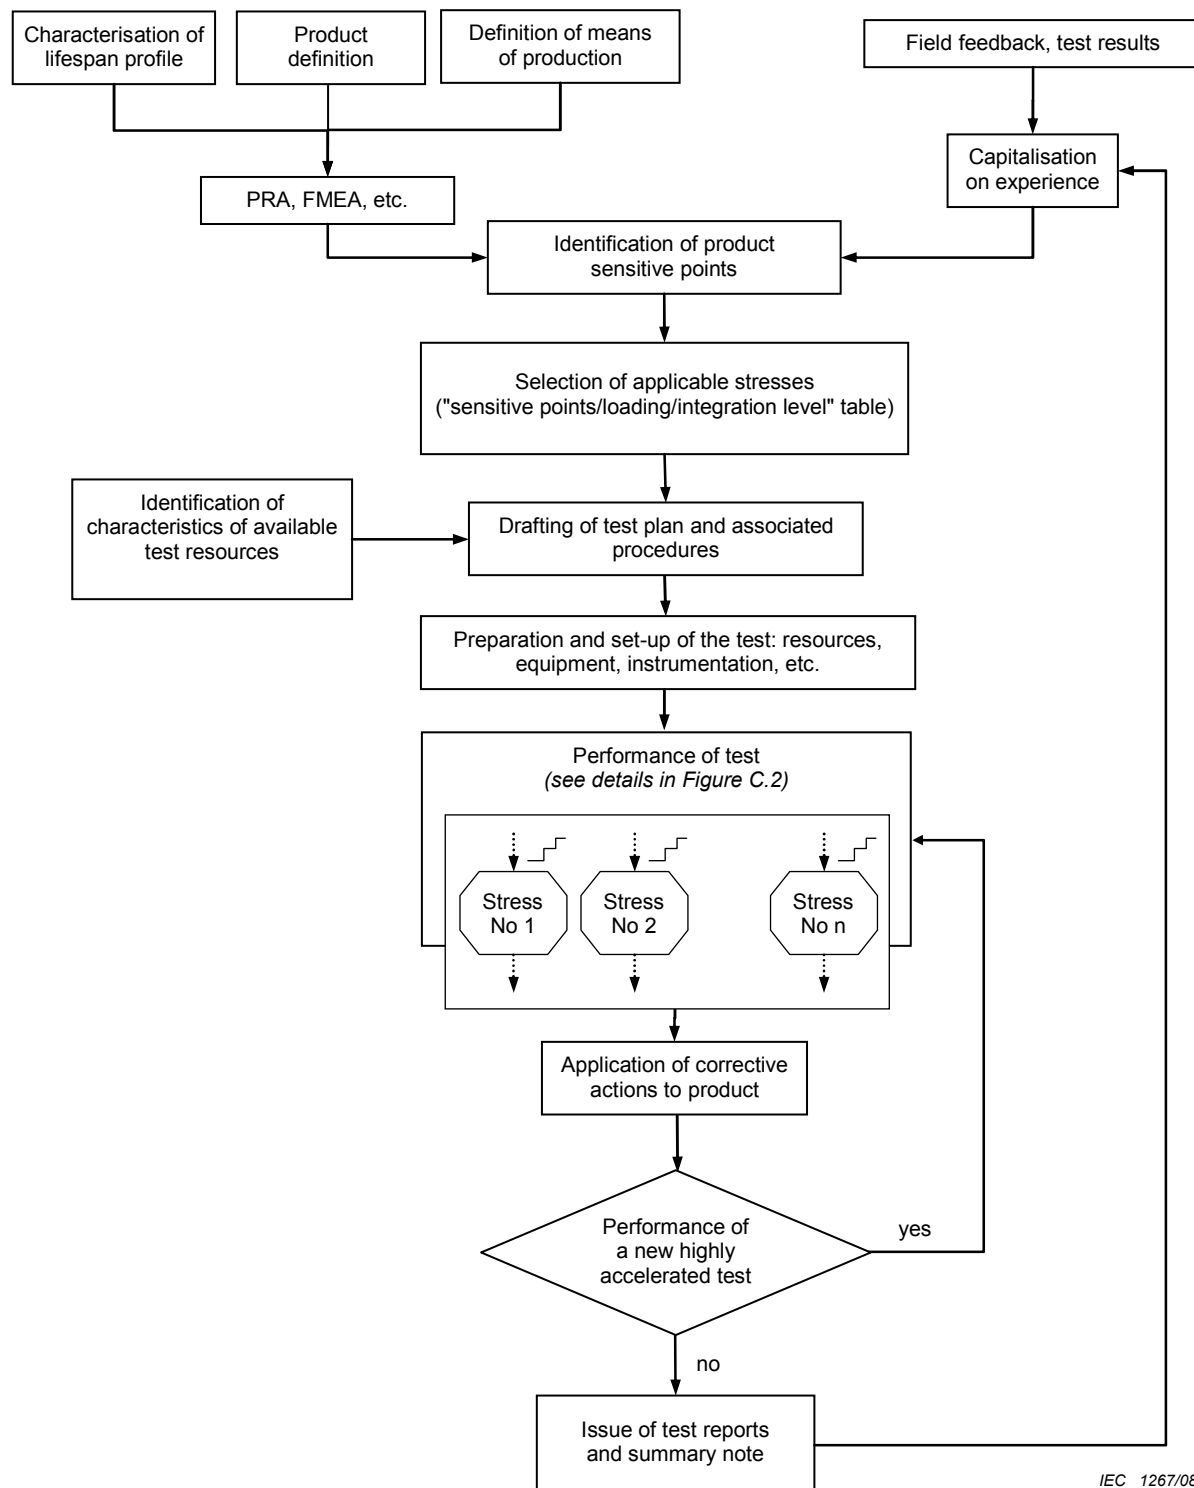 Characterisation of
lifespan profile
Product
definition
Definition of means
of production
Field feedback, test results
Capitalisation
on experience
PRA, FMEA, etc.
Identification of product
sensitive points
Selection of applicable stresses
("sensitive points/loading/integration level" table)
Identification of
characteristics of available
test resources
Drafting of test plan and associated
procedures
Preparation and set-up of the test: resources,
equipment, instrumentation, etc.
Performance of test
(see details in Figure C.2)
Stress
No 1
Stress
No 2
Stress
No n
Application of corrective
actions to product
Performance of
a new highly
accelerated test
yes
no
Issue of test reports
and summary note
IEC 1267/08